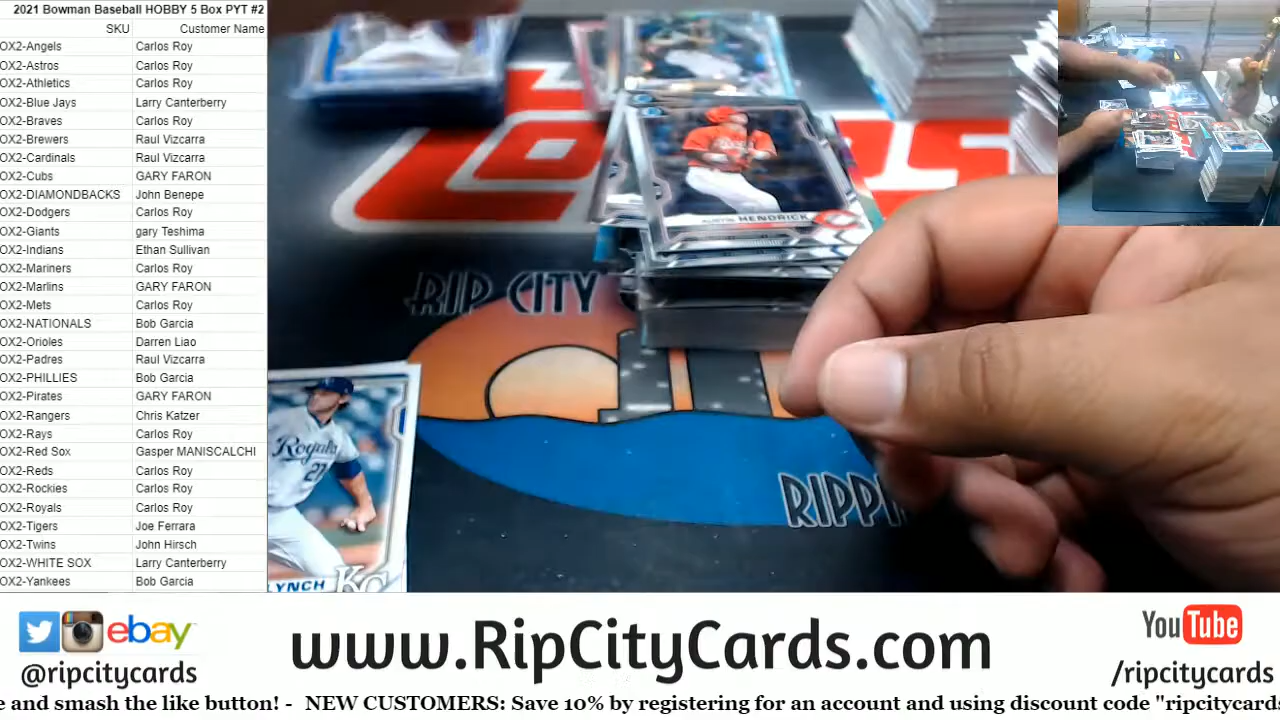 2021 Bowman Baseball HOBBY 5 Box PYT #2
SKU Customer Name
OX2-Angels Carlos Roy
OX2-Astros Carlos Roy
OX2-Athletics Carlos Roy
OX2-Blue Jays Larry Canterberry
OX2-Braves Carlos Roy
OX2-Brewers Raul Vizcarra
OX2-Cardinals Raul Vizcarra
OX2-Cubs GARY FARON
OX2-DIAMONDBACKS John Benepe
OX2-Dodgers Carlos Roy
OX2-Giants gary Teshima
OX2-Indians Ethan Sullivan
OX2-Mariners Carlos Roy
OX2-Marlins GARY FARON
OX2-Mets Carlos Roy
OX2-NATIONALS Bob Garcia
OX2-Orioles Darren Liao
OX2-Padres Raul Vizcarra
OX2-PHILLIES Bob Garcia
OX2-Pirates GARY FARON
OX2-Rangers Chris Katzer
OX2-Rays Carlos Roy
OX2-Red Sox Gasper MANISCALCHI
OX2-Reds Carlos Roy
OX2-Rockies Carlos Roy
OX2-Royals Carlos Roy
OX2-Tigers Joe Ferrara
OX2-Twins John Hirsch
OX2-WHITE SOX Larry Canterberry
OX2-Yankees Bob Garcia
HENDRICK
RIP CITY
RIPPI
Royals
27
YNCH
KC
ebay
@ripcitycards
www.RipCityCards.com
YouTube
/ripcitycards
e and smash the like button! - NEW CUSTOMERS: Save 10% by registering for an account and using discount code "ripcitycards